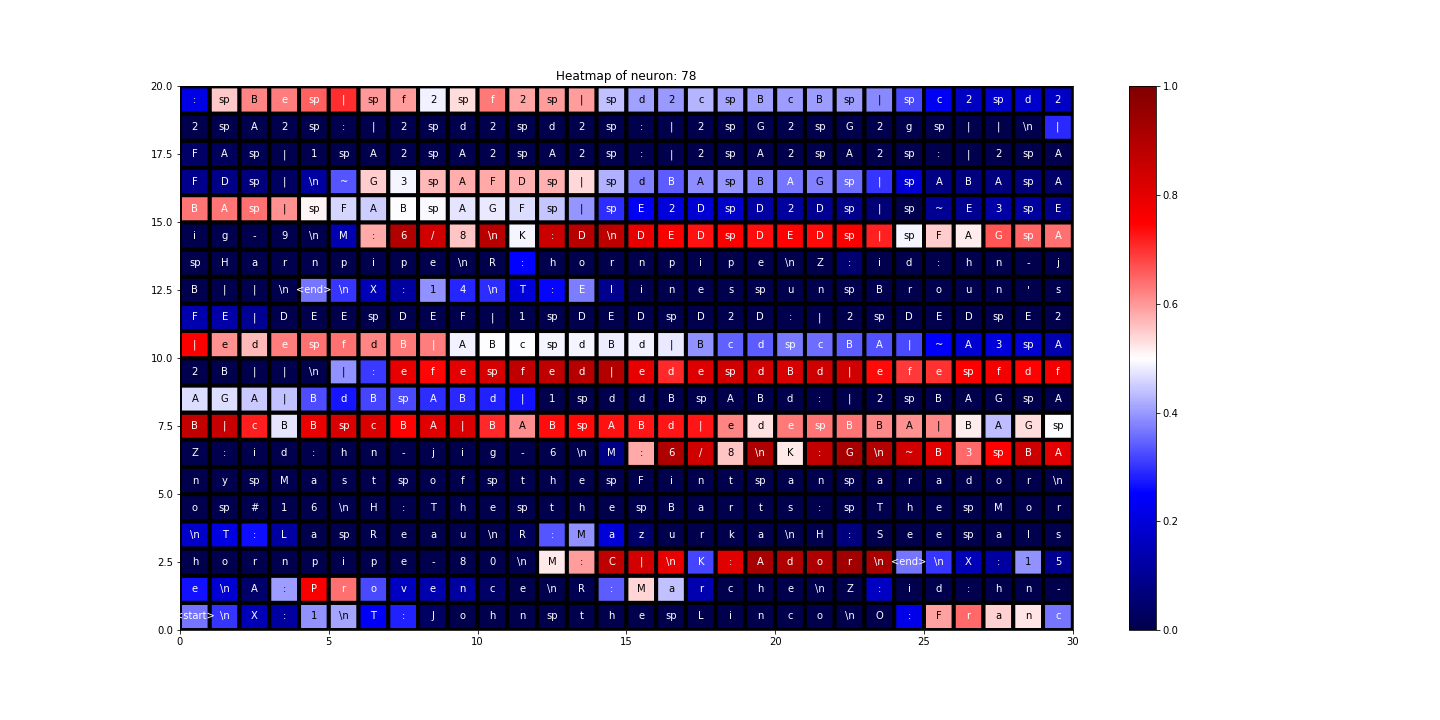 Heatmap of neuron: 78
20.0 : sp B e sp | sp f 2 sp f 2 sp | sp d 2 c sp B c B sp | sp c 2 sp d 2 1.0
2 sp A 2 sp : | 2 sp d 2 sp d 2 sp : | 2 sp G 2 sp G 2 g sp | | \n |
17.5 F A sp | 1 sp A 2 sp A 2 sp A 2 sp : | 2 sp A 2 sp A 2 sp : | 2 sp A
F D sp | \n ~ G 3 sp A F D sp | sp d B A sp B A G sp | sp A B A sp A 0.8
15.0 B A sp | sp F A B sp A G F sp | sp E 2 D sp D 2 D sp | sp ~ E 3 sp E
i g - 9 \n M : 6 / 8 \n K : D \n D E D sp D E D sp | sp F A G sp A
sp H a r n p i p e \n R : h o r n p i p e \n Z : i d : h n - j 0.6
12.5 B | | \n <end> \n X : 1 4 \n T : E l i n e s p u n sp B r o u n ' s
F E | D E E sp D E F | 1 sp D E D sp D 2 D : | 2 sp D E D sp E 2
10.0 | e d e sp f d B | A B c sp d B d | B c d sp c B A | ~ A 3 sp A
2 B | | \n | : e f e sp f e d | e d e sp d B d | e f e sp f d f 0.4
A G A | B d B sp A B d | 1 sp d d B sp A B d : | 2 sp B A G sp A
7.5 B | c B B sp c B A | B A B sp A B d | e d e sp B B A | B A G sp
Z : i d : h n - j i g - 6 \n M : 6 / 8 \n K : G \n ~ B 3 sp B A
5.0 n y sp M a s t sp o f sp t h e sp F i n t sp a n sp a r a d o r \n 0.2
o sp # 1 6 \n H : T h e sp t h e sp B a r t s : sp T h e sp M o r
\n T : L a sp R e a u \n R : M a z u r k a \n H : S e e sp a l s
2.5 h o r n p i p e - 8 0 \n M : C | \n K : A d o r \n <end> \n X : 1 5
e \n A : P r o v e n c e \n R : M a r c h e \n Z : i d : h n -
<start> \n X : 1 \n T : J o h n sp t h e sp L i n c o \n O : F r a n c
0.0 0.0
0 5 10 15 20 25 30